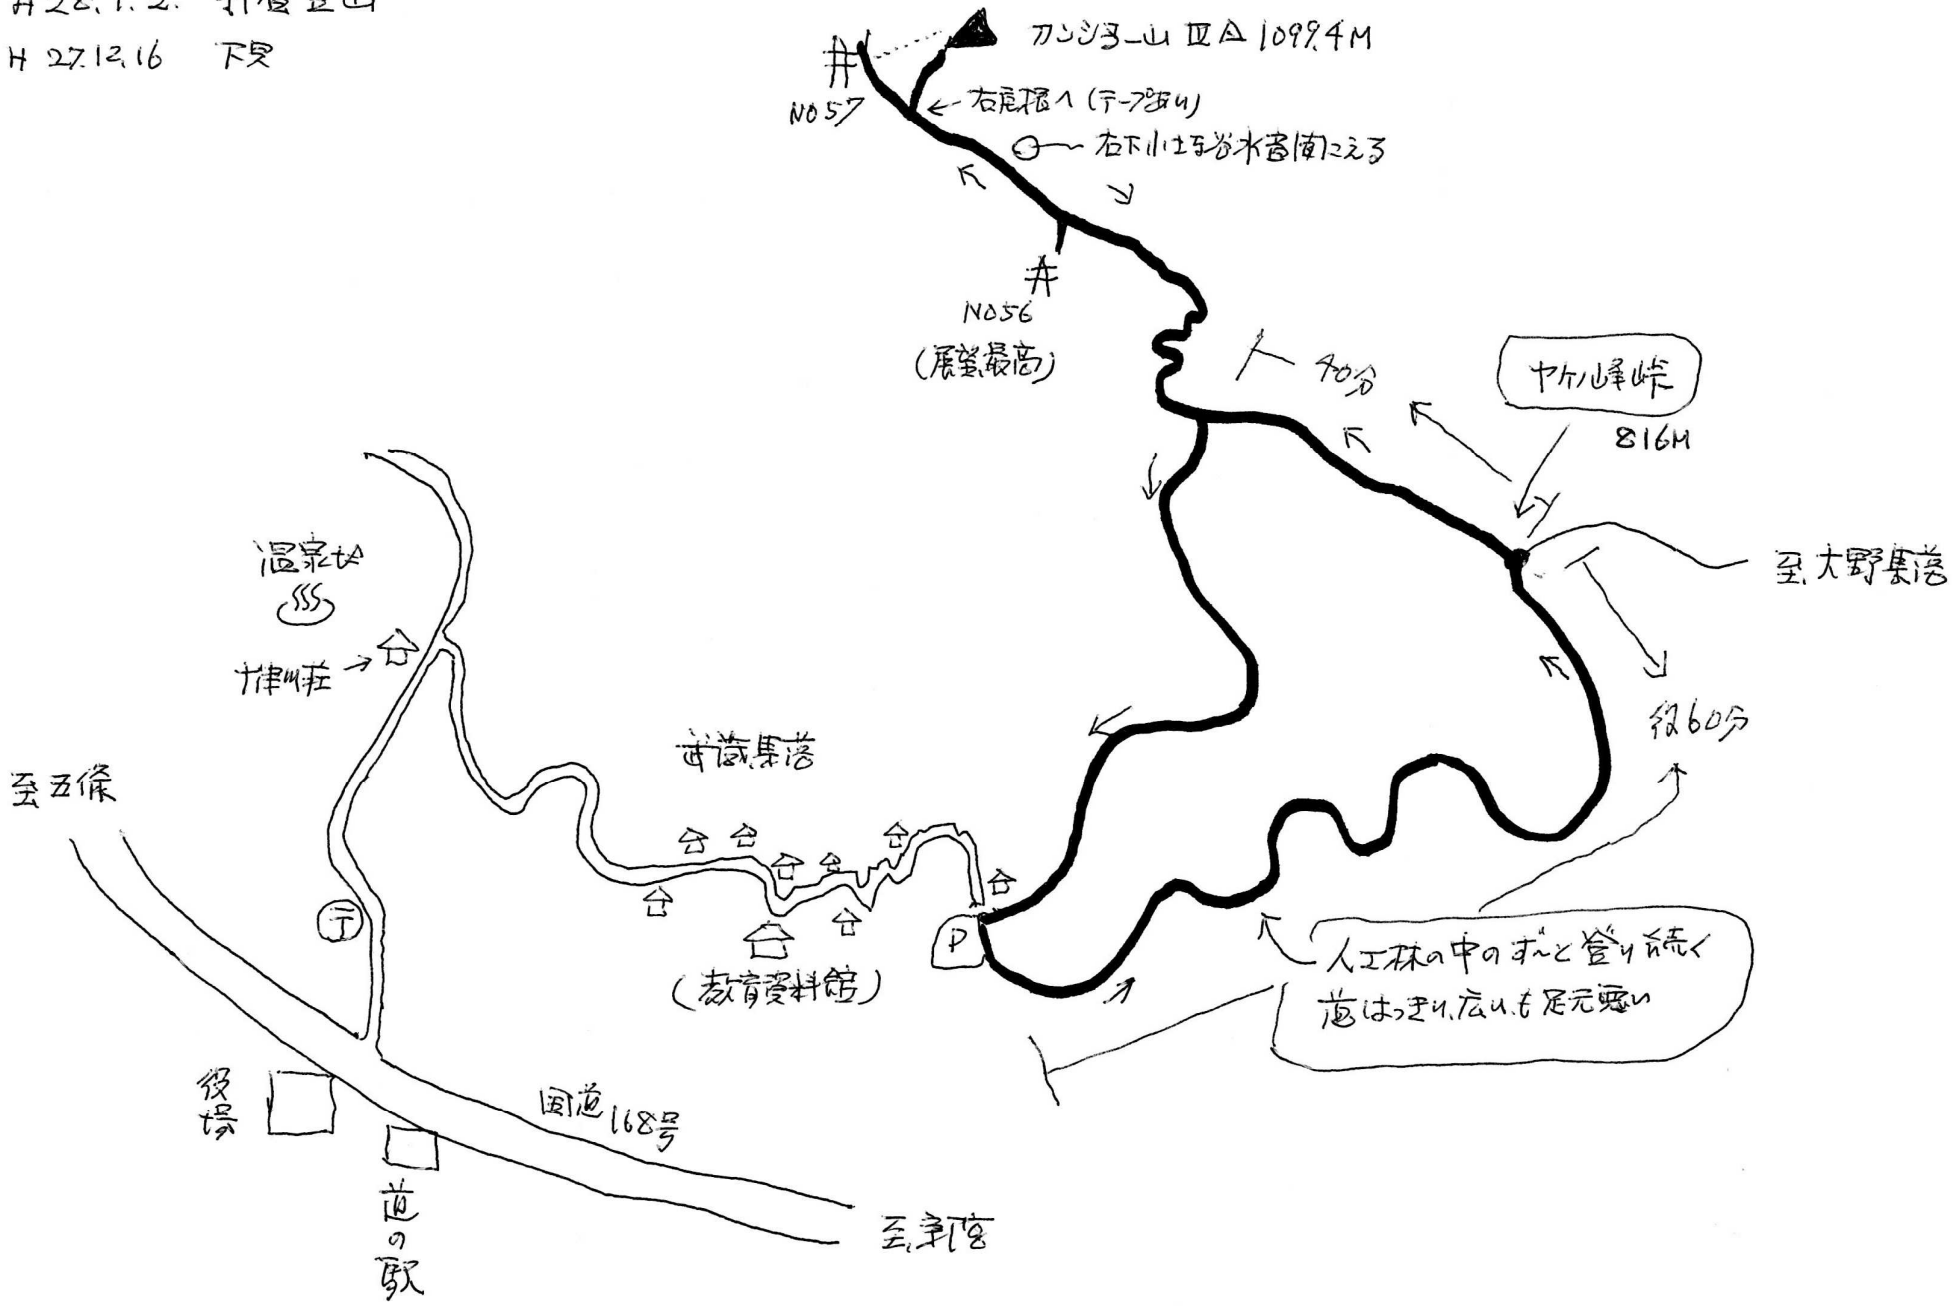 H 27.12.16 下見
カンショー山 Ⅲ△ 1099.4M
NO57
右尾根へ(テープあり)
右下小さな谷水音聞こえる
NO56
(展望最高)
40分
ヤケノ峰峠
816M
至大野集落
温泉地
十津川荘
武蔵集落
約60分
至五條
〒
P
(教育資料館)
人工林の中のずーと登り続く
道はっきり、広いも足元悪い
役場
国道168号
道の駅
至新宮